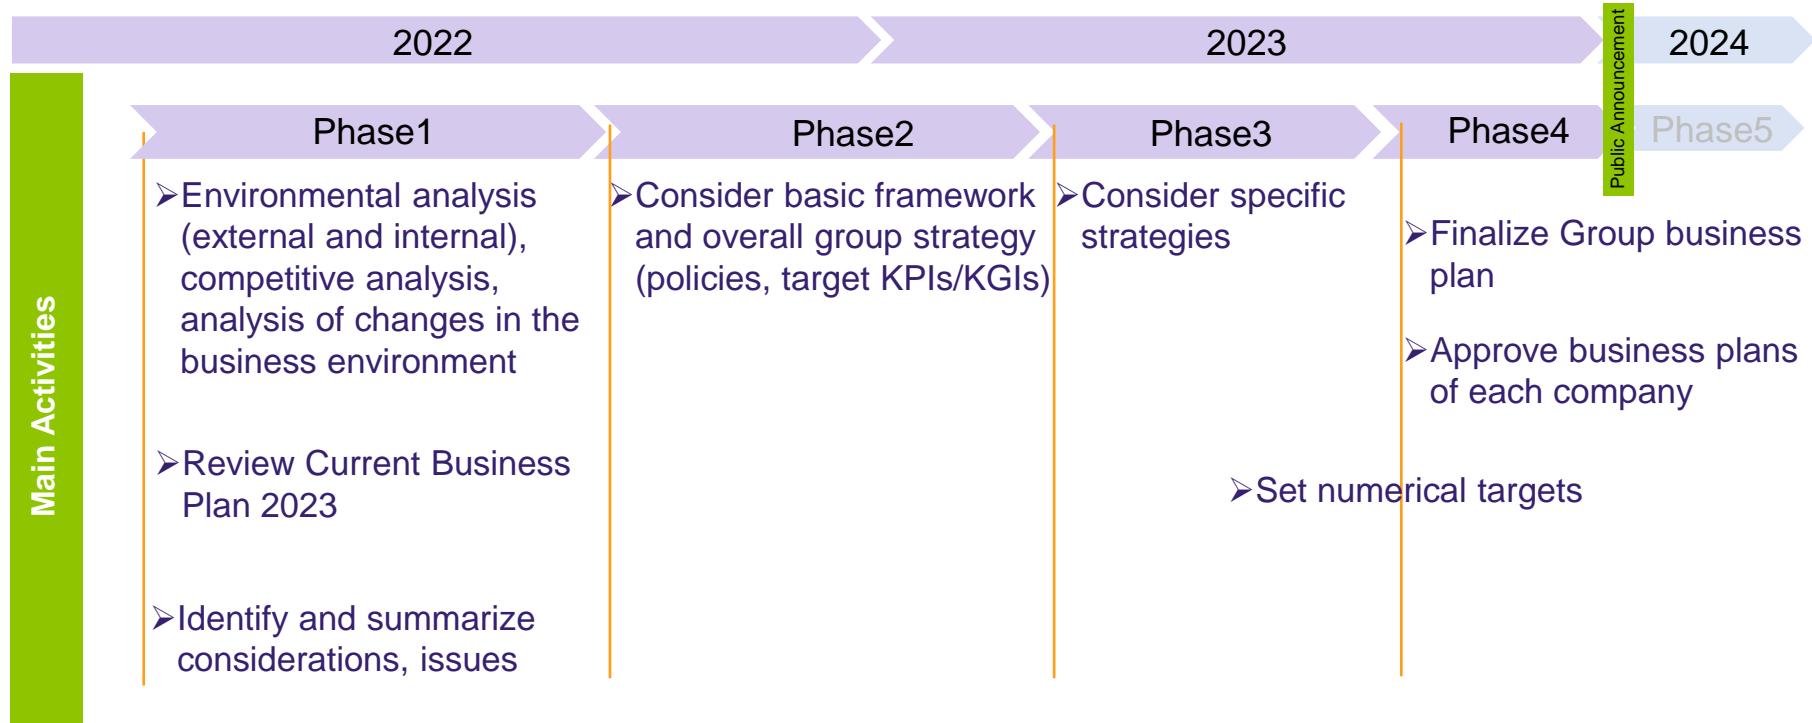 2022
2023
2024
Public Announcement
Main Activities
Phase1
Phase2
Phase3
Phase4
Phase5
➢Environmental analysis
(external and internal),
competitive analysis,
analysis of changes in the
business environment
➢Review Current Business
Plan 2023
➢Identify and summarize
considerations, issues
➢Consider basic framework
and overall group strategy
(policies, target KPIs/KGIs)
➢Consider specific
strategies
➢Set numerical targets
➢Finalize Group business
plan
➢Approve business plans
of each company